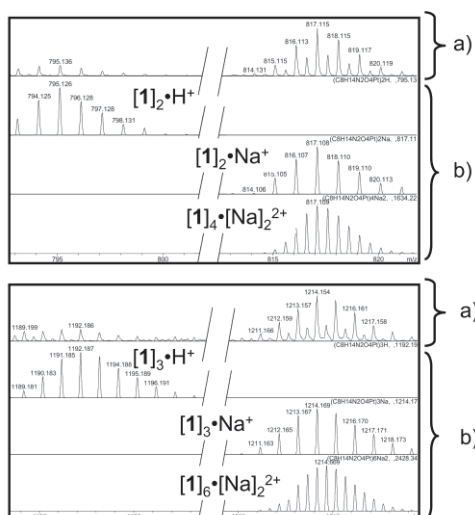 817.115
816.113
818.115
795.136
815.115
819.117
814.131
820.119
(C8H14N2O4Pt)2H, ,795.13
a)
[1]₂•H⁺
795.126
794.125
796.128
797.128
798.131
(C8H14N2O4Pt)2Na, ,817.11
[1]₂•Na⁺
817.108
816.107
818.110
815.105
819.110
814.106
820.113
(C8H14N2O4Pt)4Na2, ,1634.22
b)
[1]₄•[Na]₂²⁺
817.109
795
800
815
820
m/z
1214.154
1213.157
1216.161
1192.186
1189.199
1212.159
1217.158
1211.166
(C8H14N2O4Pt)3H, ,1192.19
a)
[1]₃•H⁺
1192.187
1191.185
1190.183
1194.188
1195.189
1189.181
1196.191
(C8H14N2O4Pt)3Na, ,1214.17
[1]₃•Na⁺
1214.169
1213.167
1216.170
1212.165
1217.171
1211.163
1218.173
(C8H14N2O4Pt)6Na2, ,2428.34
b)
[1]₆•[Na]₂²⁺